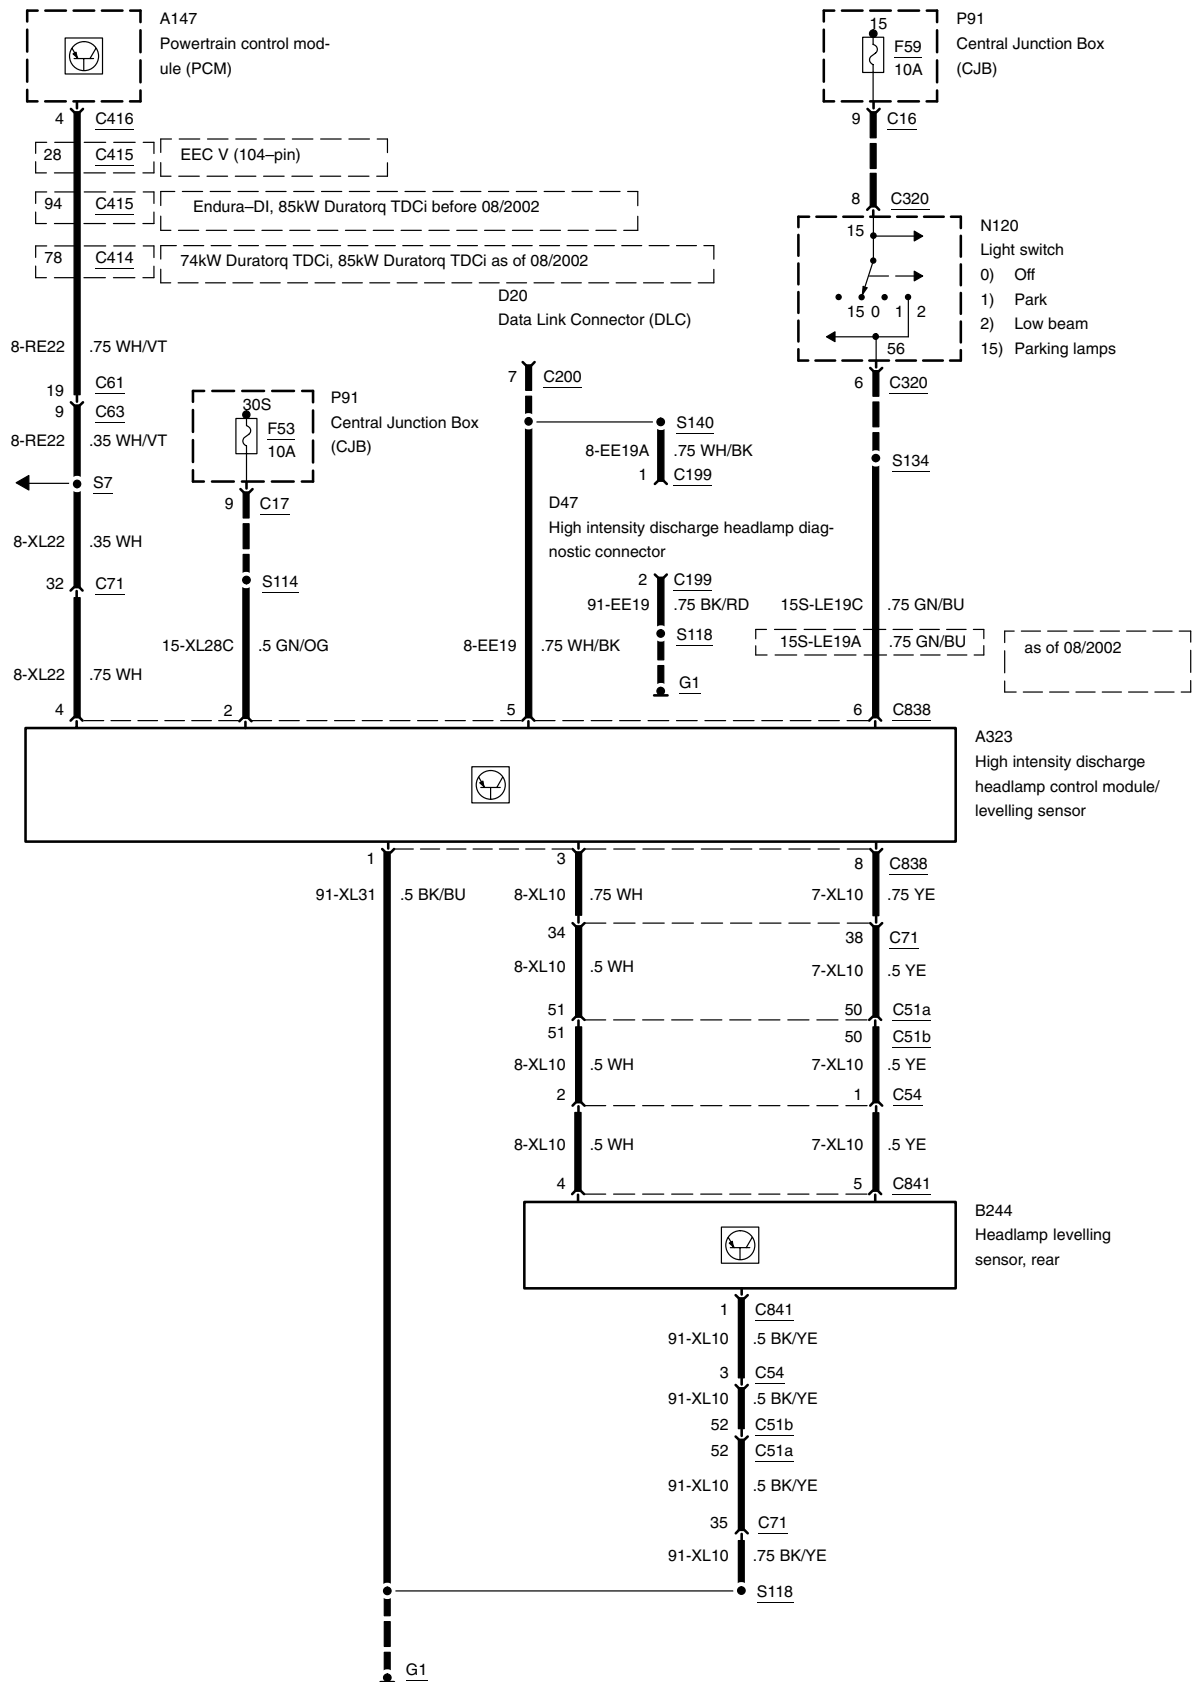 A147
Powertrain control mod-
ule (PCM)
15
F59
10A
P91
Central Junction Box
(CJB)
4 C416
28 C415 EEC V (104–pin)
94 C415 Endura–DI, 85kW Duratorq TDCi before 08/2002
78 C414 74kW Duratorq TDCi, 85kW Duratorq TDCi as of 08/2002
9 C16
8 C320
15
15 0 1 2
56
N120
Light switch
0) Off
1) Park
2) Low beam
15) Parking lamps
6 C320
S134
D20
Data Link Connector (DLC)
7 C200
S140
8-EE19A .75 WH/BK
1 C199
D47
High intensity discharge headlamp diag-
nostic connector
2 C199
91-EE19 .75 BK/RD
S118
G1
8-RE22 .75 WH/VT
19 C61
9 C63
8-RE22 .35 WH/VT
S7
8-XL22 .35 WH
32 C71
8-XL22 .75 WH
30S
F53
10A
P91
Central Junction Box
(CJB)
9 C17
S114
15-XL28C .5 GN/OG
8-EE19 .75 WH/BK
15S-LE19C .75 GN/BU
15S-LE19A .75 GN/BU
as of 08/2002
4 2 5 6 C838
A323
High intensity discharge
headlamp control module/
levelling sensor
1 3 8 C838
91-XL31 .5 BK/BU 8-XL10 .75 WH 7-XL10 .75 YE
34 38 C71
8-XL10 .5 WH 7-XL10 .5 YE
51 50 C51a
51 50 C51b
8-XL10 .5 WH 7-XL10 .5 YE
2 1 C54
8-XL10 .5 WH 7-XL10 .5 YE
4 5 C841
B244
Headlamp levelling
sensor, rear
1 C841
91-XL10 .5 BK/YE
3 C54
91-XL10 .5 BK/YE
52 C51b
52 C51a
91-XL10 .5 BK/YE
35 C71
91-XL10 .75 BK/YE
S118
G1